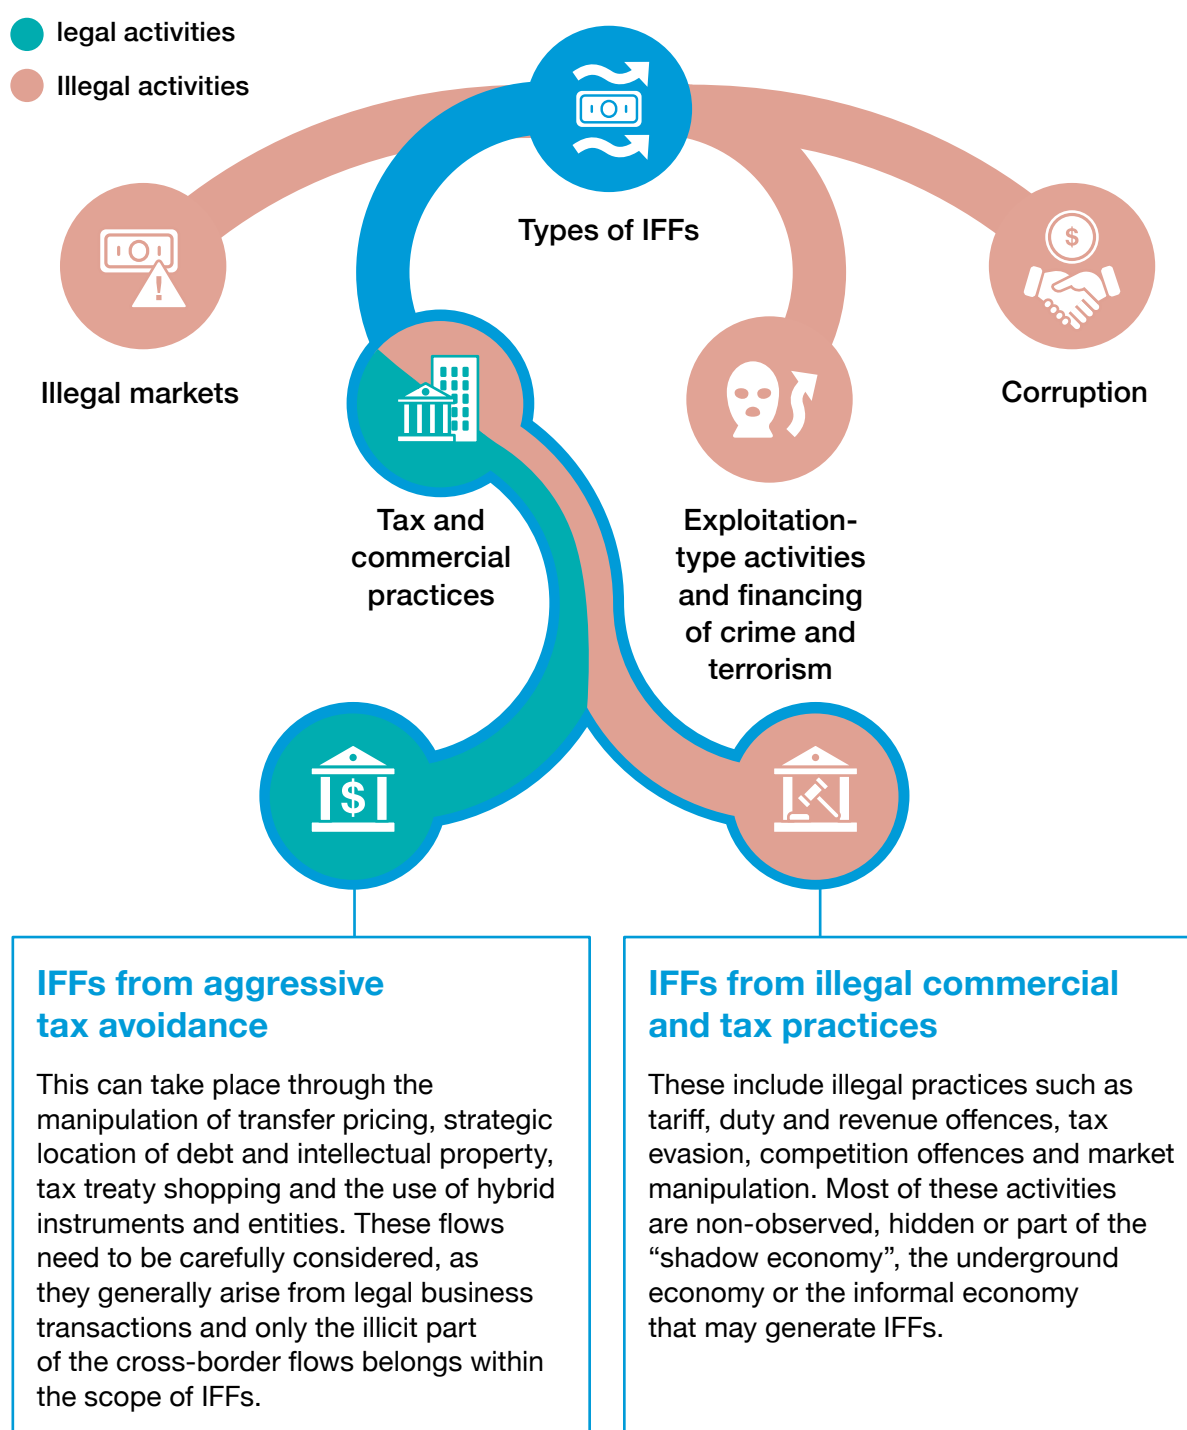 legal activities
Illegal activities
Types of IFFs
Illegal markets
Corruption
Tax and
commercial
practices
Exploitation-
type activities
and financing
of crime and
terrorism
$
$
!
IFFs from aggressive
tax avoidance
This can take place through the
manipulation of transfer pricing, strategic
location of debt and intellectual property,
tax treaty shopping and the use of hybrid
instruments and entities. These flows
need to be carefully considered, as
they generally arise from legal business
transactions and only the illicit part
of the cross-border flows belongs within
the scope of IFFs.
IFFs from illegal commercial
and tax practices
These include illegal practices such as
tariff, duty and revenue offences, tax
evasion, competition offences and market
manipulation. Most of these activities
are non-observed, hidden or part of the
“shadow economy”, the underground
economy or the informal economy
that may generate IFFs.